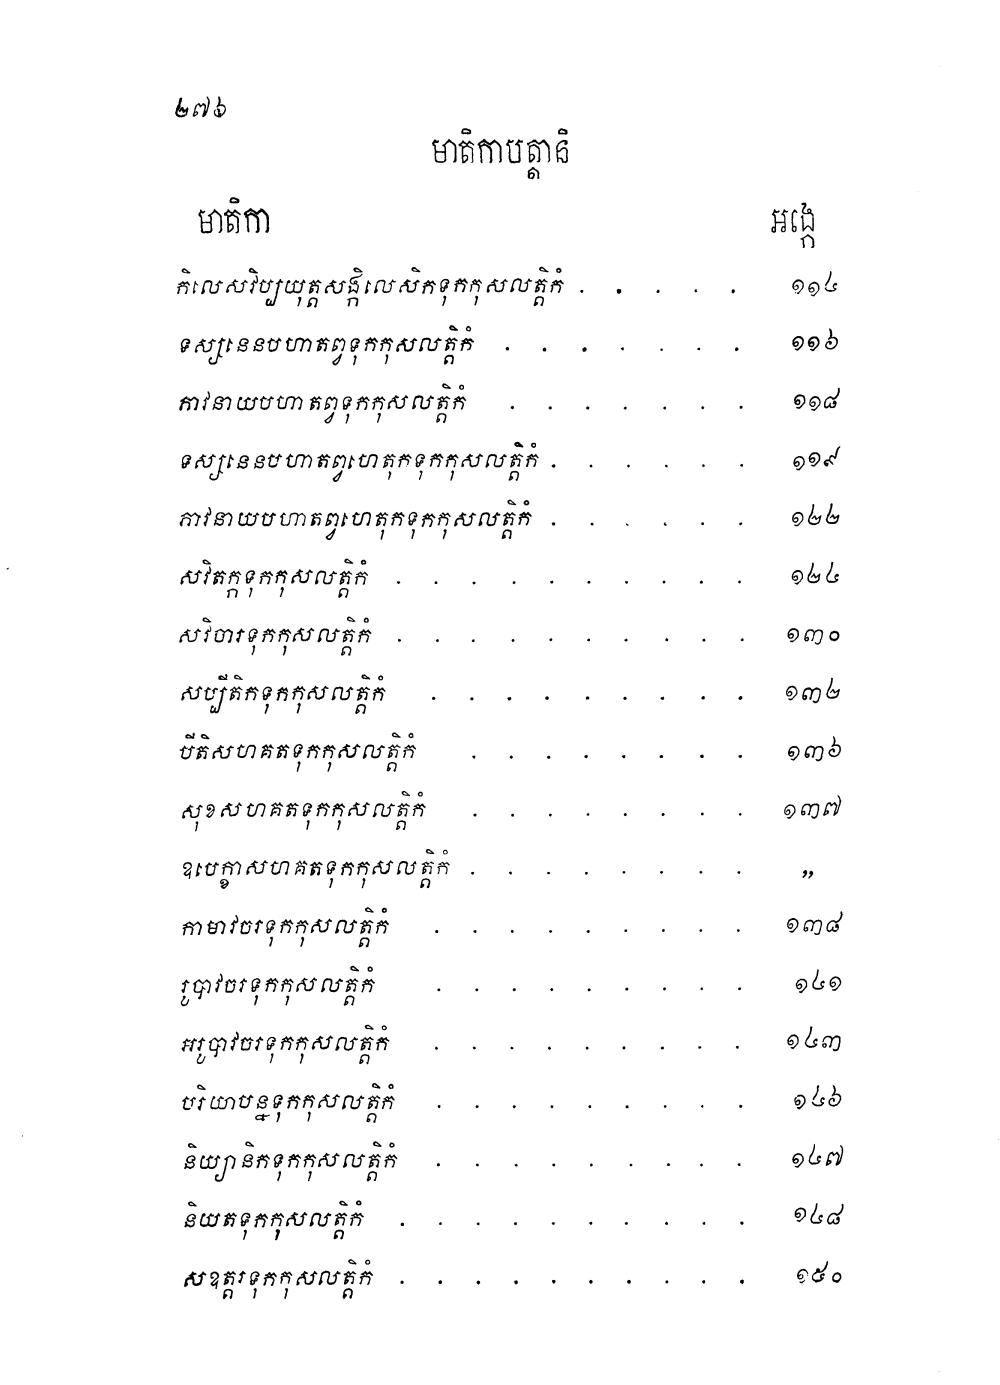 ២៧៦
មាតិកាបត្តានិ
មាតិកា អង្កេ
កិលេសវិប្បយុត្តសង្កិលេសិកទុកកុសលត្តិកំ . . . . . ១១៤
ទស្សនេនបហាតព្វទុកកុសលត្តិកំ . . . . . . . ១១៦
ភាវនាយបហាតព្វទុកកុសលត្តិកំ . . . . . . . ១១៨
ទស្សនេនបហាតព្វហេតុកទុកកុសលត្តិកំ . . . . . . ១១៩
ភាវនាយបហាតព្វហេតុកទុកកុសលត្តិកំ . . . . . . ១២២
សវិតក្កទុកកុសលត្តិកំ . . . . . . . . . . ១២៤
សវិចារទុកកុសលត្តិកំ . . . . . . . . . . ១៣០
សប្បីតិកទុកកុសលត្តិកំ . . . . . . . . . ១៣២
បីតិសហគតទុកកុសលត្តិកំ . . . . . . . . ១៣៦
សុខសហគតទុកកុសលត្តិកំ . . . . . . . . ១៣៧
ឧបេក្ខាសហគតទុកកុសលត្តិកំ . . . . . . . . ”
កាមាវចរទុកកុសលត្តិកំ . . . . . . . . . ១៣៨
រូបាវចរទុកកុសលត្តិកំ . . . . . . . . . ១៤១
អរូបាវចរទុកកុសលត្តិកំ . . . . . . . . . ១៤៣
បរិយាបន្នទុកកុសលត្តិកំ . . . . . . . . . ១៤៦
និយ្យានិកទុកកុសលត្តិកំ . . . . . . . . . ១៤៧
និយតទុកកុសលត្តិកំ . . . . . . . . . . ១៤៨
សឧត្តរទុកកុសលត្តិកំ . . . . . . . . . . ១៥០